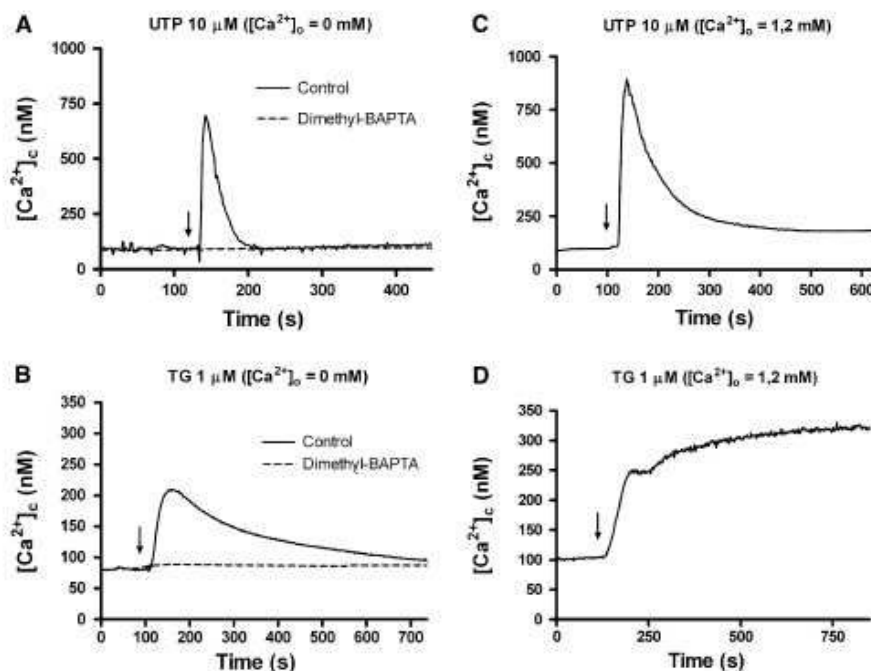 A
UTP 10 µM ([Ca²⁺]ₒ = 0 mM)
1000
750
500
250
0
[Ca²⁺]c (nM)
Control
Dimethyl-BAPTA
0 100 200 300 400
Time (s)
C
UTP 10 µM ([Ca²⁺]ₒ = 1,2 mM)
1000
750
500
250
0
[Ca²⁺]c (nM)
0 100 200 300 400 500 600
Time (s)
B
TG 1 µM ([Ca²⁺]ₒ = 0 mM)
350
300
250
200
150
100
50
0
[Ca²⁺]c (nM)
Control
Dimethyl-BAPTA
0 100 200 300 400 500 600 700
Time (s)
D
TG 1 µM ([Ca²⁺]ₒ = 1,2 mM)
350
300
250
200
150
100
50
0
[Ca²⁺]c (nM)
0 250 500 750
Time (s)